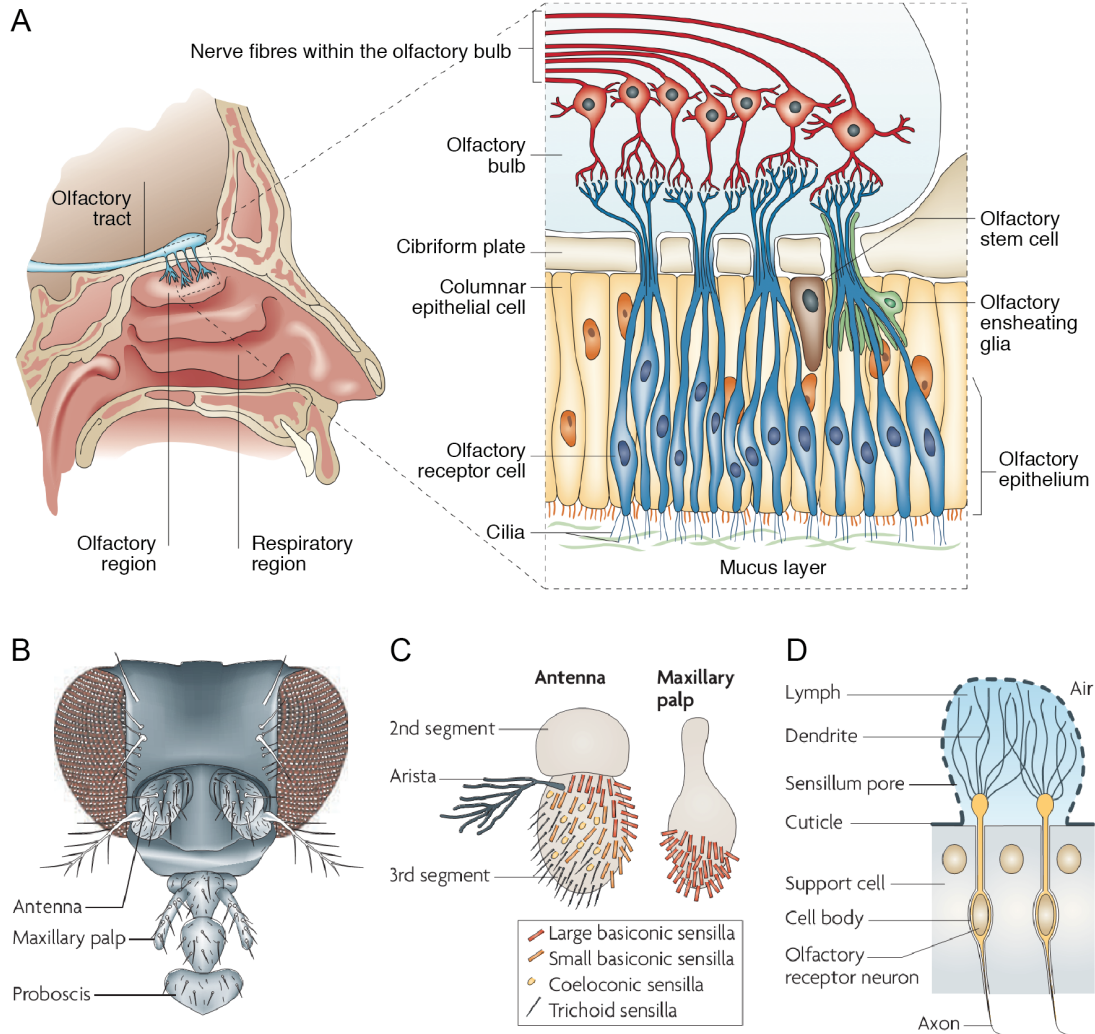 A
Nerve fibres within the olfactory bulb
Olfactory
bulb
Olfactory
tract
Cibriform plate
Columnar
epithelial cell
Olfactory
stem cell
Olfactory
ensheating
glia
Olfactory
receptor cell
Olfactory
epithelium
Cilia
Mucus layer
Olfactory
region
Respiratory
region
B
Antenna
Maxillary palp
Proboscis
C
Antenna
Maxillary
palp
2nd segment
Arista
3rd segment
Large basiconic sensilla
Small basiconic sensilla
Coeloconic sensilla
Trichoid sensilla
D
Lymph
Air
Dendrite
Sensillum pore
Cuticle
Support cell
Cell body
Olfactory
receptor neuron
Axon